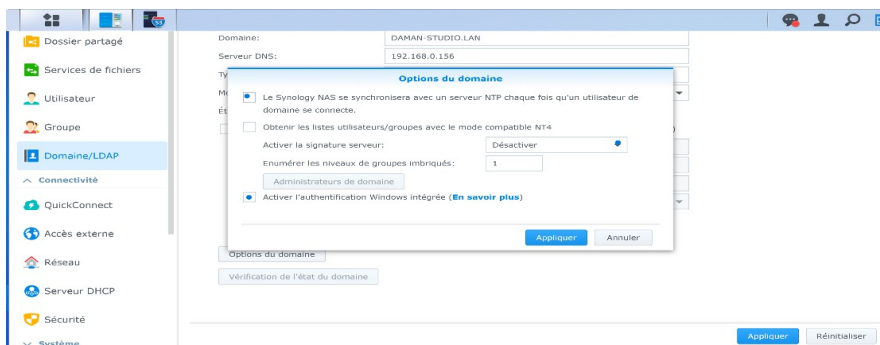 53
Dossier partagé
Services de fichiers
Utilisateur
Groupe
Domaine/LDAP
Connectivité
QuickConnect
Accès externe
Réseau
Serveur DHCP
Sécurité
Système
Domaine: DAMAN-STUDIO.LAN
Serveur DNS: 192.168.0.156
Ty
Ét
Options du domaine
Le Synology NAS se synchronisera avec un serveur NTP chaque fois qu'un utilisateur de
domaine se connecte.
Obtenir les listes utilisateurs/groupes avec le mode compatible NT4
Activer la signature serveur: Désactiver
Enumérer les niveaux de groupes imbriqués: 1
Administrateurs de domaine
Activer l'authentification Windows intégrée (En savoir plus)
Appliquer Annuler
Options du domaine
Vérification de l'état du domaine
Appliquer Réinitialiser